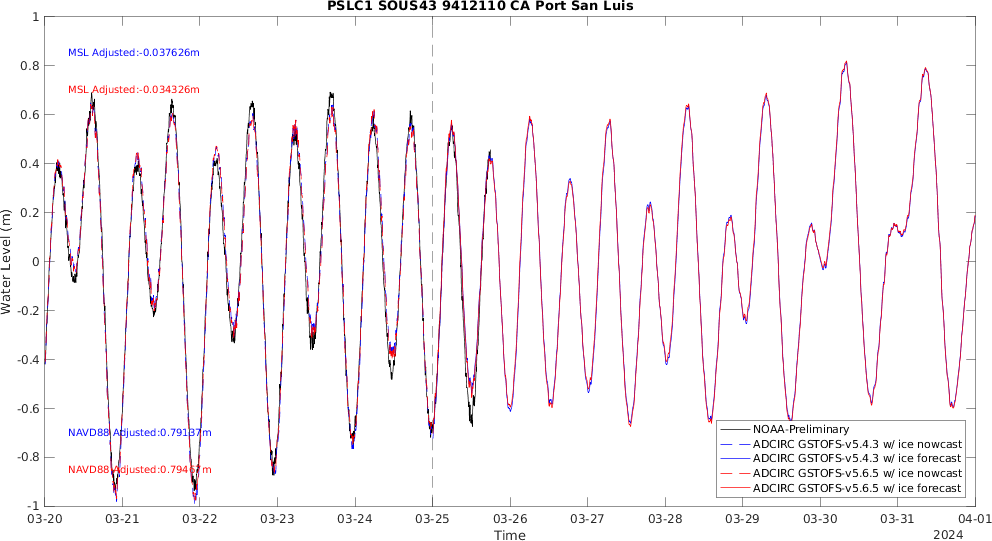 PSLC1 SOUS43 9412110 CA Port San Luis
1
0.8
0.6
0.4
0.2
0
-0.2
-0.4
-0.6
-0.8
-1
Water Level (m)
MSL Adjusted:-0.037626m
MSL Adjusted:-0.034326m
NAVD88 Adjusted:0.79137m
NAVD88 Adjusted:0.79467m
NOAA-Preliminary
ADCIRC GSTOFS-v5.4.3 w/ ice nowcast
ADCIRC GSTOFS-v5.4.3 w/ ice forecast
ADCIRC GSTOFS-v5.6.5 w/ ice nowcast
ADCIRC GSTOFS-v5.6.5 w/ ice forecast
03-20 03-21 03-22 03-23 03-24 03-25 03-26 03-27 03-28 03-29 03-30 03-31 04-01
Time
2024